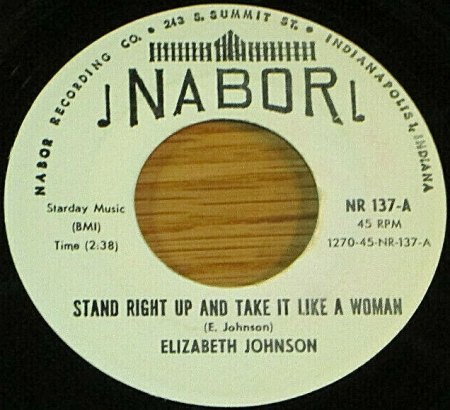 NABOR RECORDING CO. • 243 S. SUMMIT ST. • INDIANAPOLIS 1, INDIANA
NABOR
Starday Music
(BMI)
Time (2:38)
NR 137-A
45 RPM
1270-45-NR-137-A
STAND RIGHT UP AND TAKE IT LIKE A WOMAN
(E. Johnson)
ELIZABETH JOHNSON